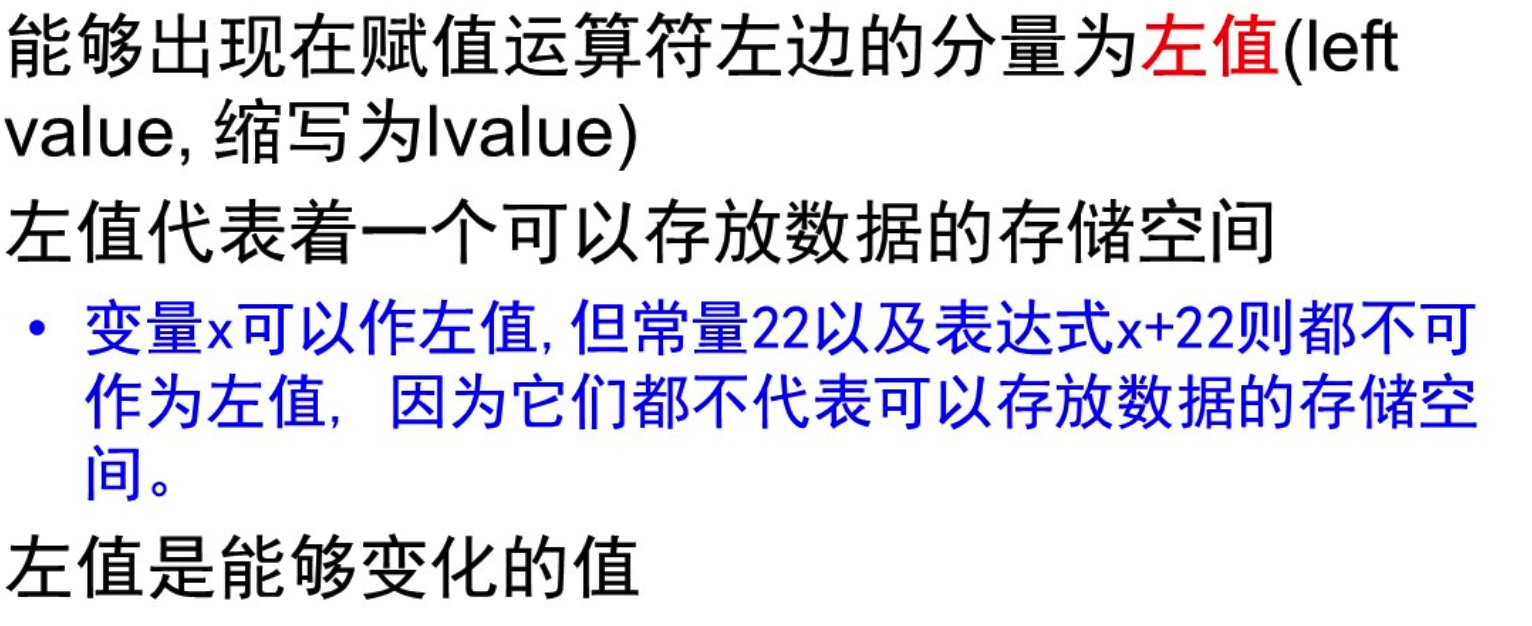 能够出现在赋值运算符左边的分量为左值(left
value, 缩写为lvalue)
左值代表着一个可以存放数据的存储空间
• 变量x可以作左值, 但常量22以及表达式x+22则都不可
作为左值, 因为它们都不代表可以存放数据的存储空
间。
左值是能够变化的值